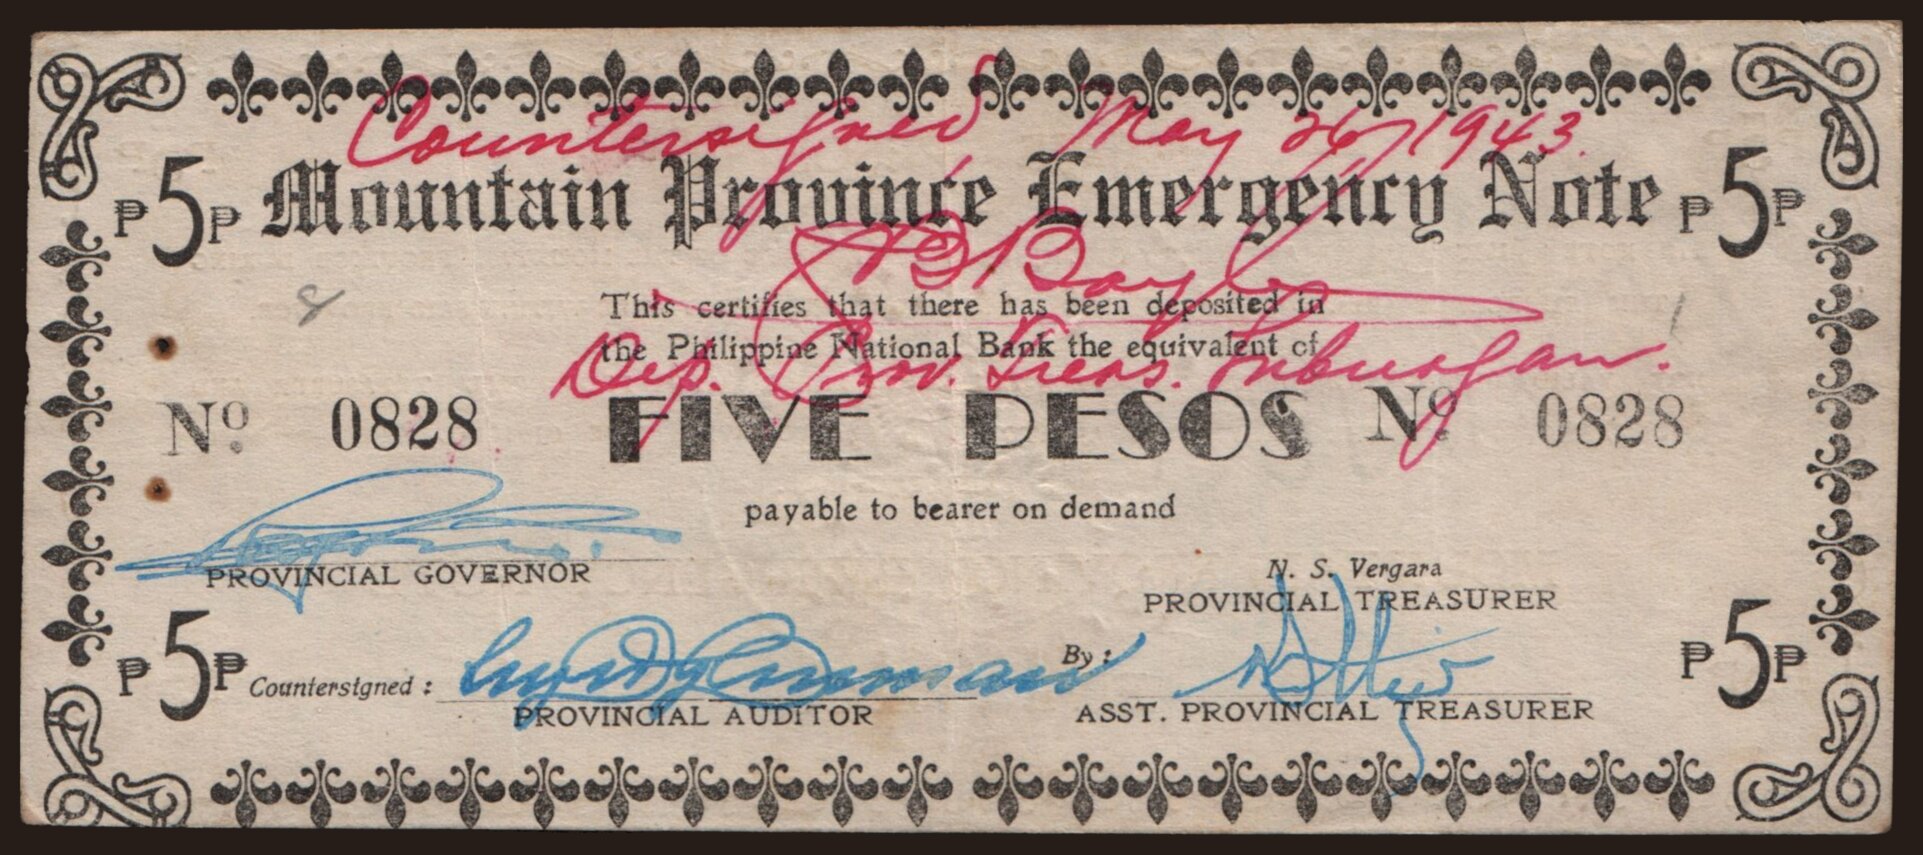 Countersigned May 26, 1943.
₱5₱ Mountain Province Emergency Note ₱5₱
8
This certifies that there has been deposited in
the Philippine National Bank the equivalent of
Dep. Prov. Treas. Lubuagan.
FIVE PESOS
Nº 0828 Nº 0828
payable to bearer on demand
PROVINCIAL GOVERNOR
N. S. Vergara
PROVINCIAL TREASURER
₱5₱ ₱5₱
Countersigned : By :
PROVINCIAL AUDITOR ASST. PROVINCIAL TREASURER